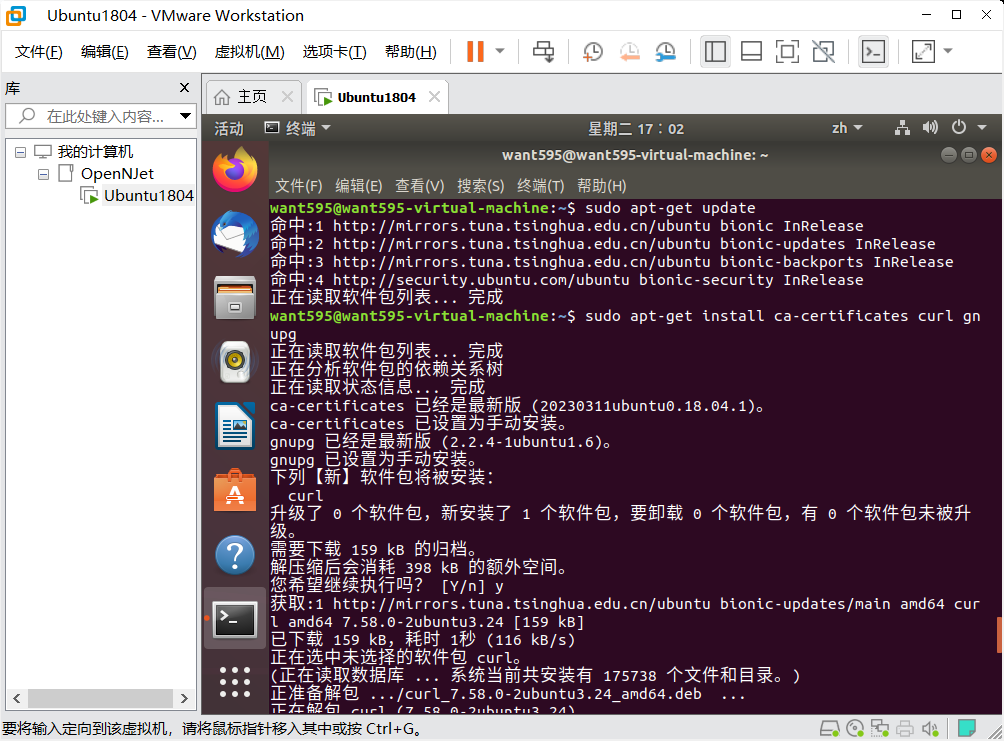 Ubuntu1804 - VMware Workstation
文件(F) 编辑(E) 查看(V) 虚拟机(M) 选项卡(T) 帮助(H)
库
在此处键入内容...
我的计算机
OpenNJet
Ubuntu1804
主页 Ubuntu1804
活动 终端 星期二 17：02 zh
want595@want595-virtual-machine: ~
文件(F) 编辑(E) 查看(V) 搜索(S) 终端(T) 帮助(H)
want595@want595-virtual-machine:~$ sudo apt-get update
命中:1 http://mirrors.tuna.tsinghua.edu.cn/ubuntu bionic InRelease
命中:2 http://mirrors.tuna.tsinghua.edu.cn/ubuntu bionic-updates InRelease
命中:3 http://mirrors.tuna.tsinghua.edu.cn/ubuntu bionic-backports InRelease
命中:4 http://security.ubuntu.com/ubuntu bionic-security InRelease
正在读取软件包列表... 完成
want595@want595-virtual-machine:~$ sudo apt-get install ca-certificates curl gn
upg
正在读取软件包列表... 完成
正在分析软件包的依赖关系树
正在读取状态信息... 完成
ca-certificates 已经是最新版 (20230311ubuntu0.18.04.1)。
ca-certificates 已设置为手动安装。
gnupg 已经是最新版 (2.2.4-1ubuntu1.6)。
gnupg 已设置为手动安装。
下列【新】软件包将被安装：
curl
升级了 0 个软件包，新安装了 1 个软件包，要卸载 0 个软件包，有 0 个软件包未被升
级。
需要下载 159 kB 的归档。
解压缩后会消耗 398 kB 的额外空间。
您希望继续执行吗？ [Y/n] y
获取:1 http://mirrors.tuna.tsinghua.edu.cn/ubuntu bionic-updates/main amd64 cur
l amd64 7.58.0-2ubuntu3.24 [159 kB]
已下载 159 kB，耗时 1秒 (116 kB/s)
正在选中未选择的软件包 curl。
(正在读取数据库 ... 系统当前共安装有 175738 个文件和目录。)
正准备解包 .../curl_7.58.0-2ubuntu3.24_amd64.deb ...
正在解包 curl (7.58.0-2ubuntu3.24)
要将输入定向到该虚拟机，请将鼠标指针移入其中或按 Ctrl+G。